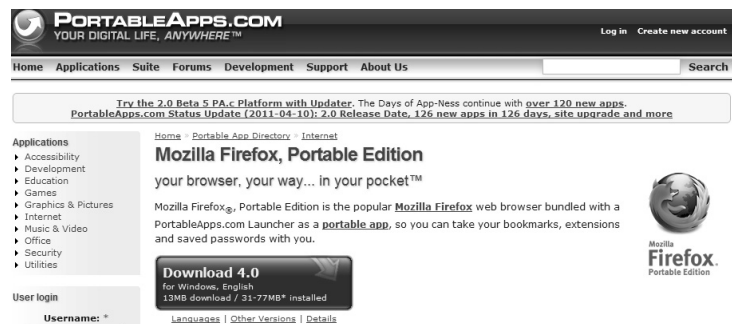 PORTABLEAPPS.COM
YOUR DIGITAL LIFE, ANYWHERE™
Log in Create new account
Home Applications Suite Forums Development Support About Us Search
Try the 2.0 Beta 5 PA.c Platform with Updater. The Days of App-Ness continue with over 120 new apps.
PortableApps.com Status Update (2011-04-10): 2.0 Release Date, 126 new apps in 126 days, site upgrade and more
Applications
Accessibility
Development
Education
Games
Graphics & Pictures
Internet
Music & Video
Office
Security
Utilities
User login
Username: *
Home » Portable App Directory » Internet
Mozilla Firefox, Portable Edition
your browser, your way... in your pocket™
Mozilla Firefox®, Portable Edition is the popular Mozilla Firefox web browser bundled with a
PortableApps.com Launcher as a portable app, so you can take your bookmarks, extensions
and saved passwords with you.
Download 4.0
for Windows, English
13MB download / 31-77MB* installed
Languages | Other Versions | Details
Mozilla
Firefox.
Portable Edition